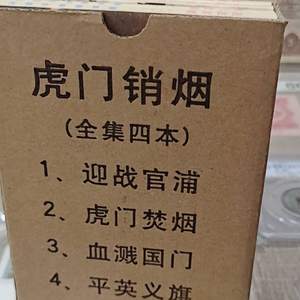 虎门销烟
(全集四本)
1、迎战官浦
2、虎门焚烟
3、血溅国门
4、平英义旗